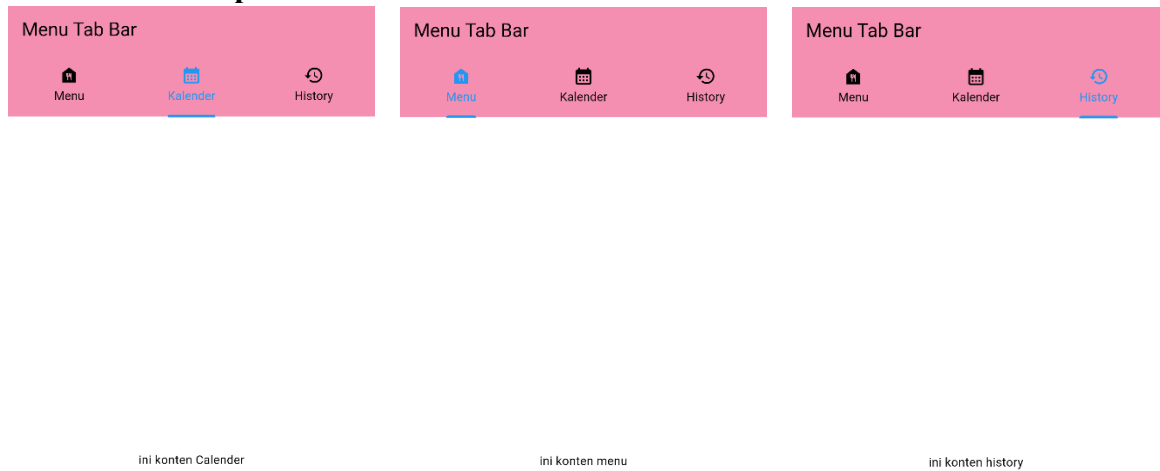 Menu Tab Bar
Menu Kalender History
ini konten Calender
Menu Tab Bar
Menu Kalender History
ini konten menu
Menu Tab Bar
Menu Kalender History
ini konten history